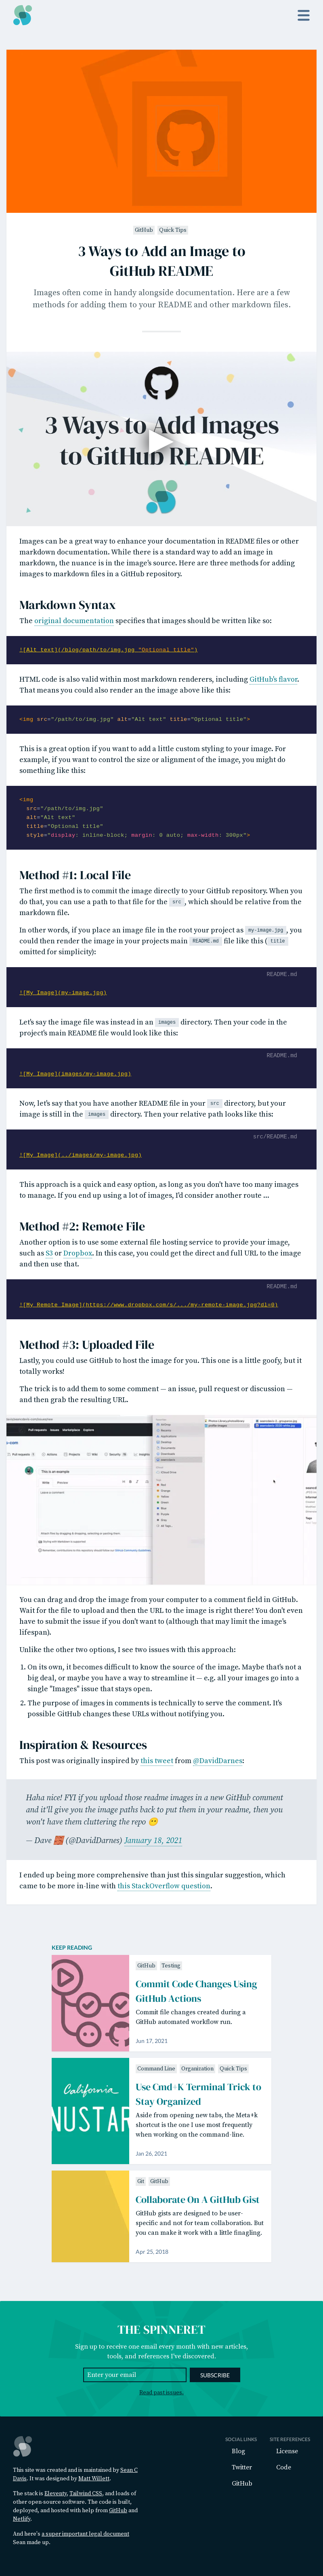 GitHub Quick Tips
3 Ways to Add an Image to
GitHub README
Images often come in handy alongside documentation. Here are a few
methods for adding them to your README and other markdown files.
3 Ways to Add Images
to GitHub README
Images can be a great way to enhance your documentation in README files or other
markdown documentation. While there is a standard way to add an image in
markdown, the nuance is in the image's source. Here are three methods for adding
images to markdown files in a GitHub repository.
Markdown Syntax
The original documentation specifies that images should be written like so:
![Alt text](/blog/path/to/img.jpg "Optional title")
HTML code is also valid within most markdown renderers, including GitHub's flavor.
That means you could also render an the image above like this:
<img src="/path/to/img.jpg" alt="Alt text" title="Optional title">
This is a great option if you want to add a little custom styling to your image. For
example, if you want to control the size or alignment of the image, you might do
something like this:
<img
src="/path/to/img.jpg"
alt="Alt text"
title="Optional title"
style="display: inline-block; margin: 0 auto; max-width: 300px">
Method #1: Local File
The first method is to commit the image directly to your GitHub repository. When you
do that, you can use a path to that file for the src, which should be relative from the
markdown file.
In other words, if you place an image file in the root your project as my-image.jpg, you
could then render the image in your projects main README.md file like this ( title
omitted for simplicity):
README.md
![My Image](my-image.jpg)
Let's say the image file was instead in an images directory. Then your code in the
project's main README file would look like this:
README.md
![My Image](images/my-image.jpg)
Now, let's say that you have another README file in your src directory, but your
image is still in the images directory. Then your relative path looks like this:
src/README.md
![My Image](../images/my-image.jpg)
This approach is a quick and easy option, as long as you don't have too many images
to manage. If you end up using a lot of images, I'd consider another route ...
Method #2: Remote File
Another option is to use some external file hosting service to provide your image,
such as S3 or Dropbox. In this case, you could get the direct and full URL to the image
and then use that.
README.md
![My Remote Image](https://www.dropbox.com/s/.../my-remote-image.jpg?dl=0)
Method #3: Uploaded File
Lastly, you could use GitHub to host the image for you. This one is a little goofy, but it
totally works!
The trick is to add them to some comment — an issue, pull request or discussion —
and then grab the resulting URL.
This is an example
You can drag and drop the image from your computer to a comment field in GitHub.
Wait for the file to upload and then the URL to the image is right there! You don't even
have to submit the issue if you don't want to (although that may limit the image's
lifespan).
Unlike the other two options, I see two issues with this approach:
1. On its own, it becomes difficult to know the source of the image. Maybe that's not a
big deal, or maybe you have a way to streamline it — e.g. all your images go into a
single "Images" issue that stays open.
2. The purpose of images in comments is technically to serve the comment. It's
possible GitHub changes these URLs without notifying you.
Inspiration & Resources
This post was originally inspired by this tweet from @DavidDarnes:
Haha nice! FYI if you upload those readme images in a new GitHub comment
and it'll give you the image paths back to put them in your readme, then you
won't have them cluttering the repo 😬
— Dave 🧱 (@DavidDarnes) January 18, 2021
I ended up being more comprehensive than just this singular suggestion, which
came to be more in-line with this StackOverflow question.
KEEP READING
GitHub Testing
Commit Code Changes Using
GitHub Actions
Commit file changes created during a
GitHub automated workflow run.
Jun 17, 2021
California
NUSTAR
Command Line Organization Quick Tips
Use Cmd+K Terminal Trick to
Stay Organized
Aside from opening new tabs, the Meta+k
shortcut is the one I use most frequently
when working on the command-line.
Jan 26, 2021
Git GitHub
Collaborate On A GitHub Gist
GitHub gists are designed to be user-
specific and not for team collaboration. But
you can make it work with a little finagling.
Apr 25, 2018
THE SPINNERET
Sign up to receive one email every month with new articles,
tools, and references I've discovered.
Enter your email
SUBSCRIBE
Read past issues.
This site was created and is maintained by Sean C
Davis. It was designed by Matt Willett.
The stack is Eleventy, Tailwind CSS, and loads of
other open-source software. The code is built,
deployed, and hosted with help from GitHub and
Netlify.
And here's a super important legal document
Sean made up.
SOCIAL LINKS
Blog
Twitter
GitHub
SITE REFERENCES
License
Code